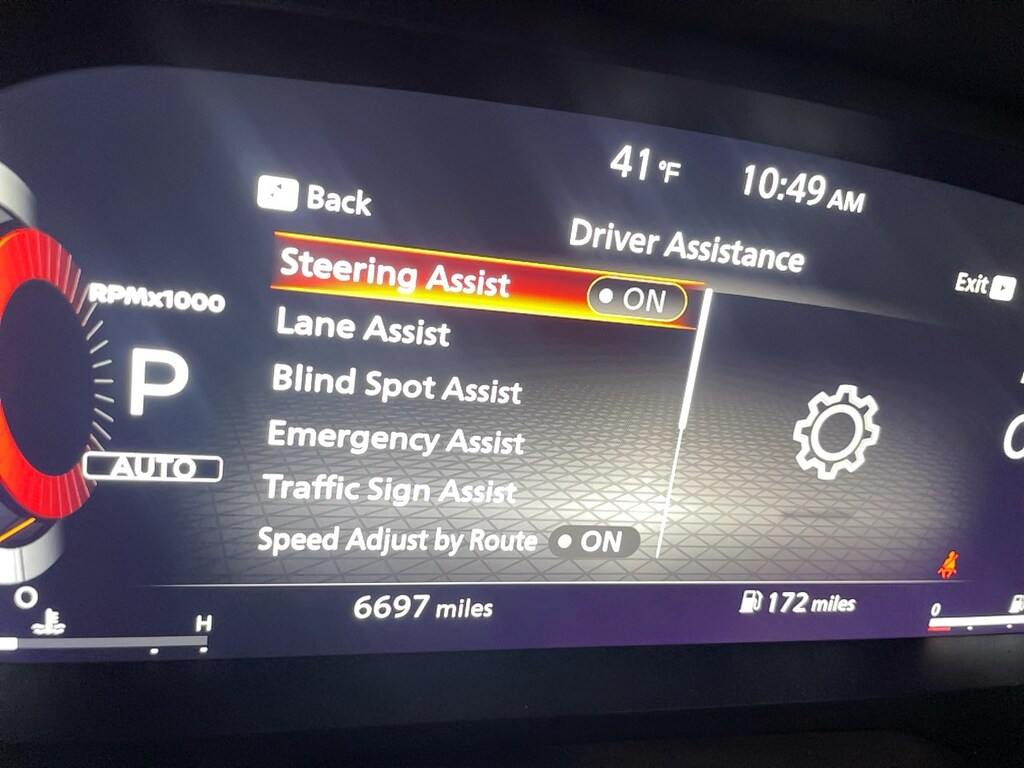 41°F 10:49 AM
Back
Driver Assistance
Exit
Steering Assist ON
Lane Assist
Blind Spot Assist
Emergency Assist
Traffic Sign Assist
Speed Adjust by Route ON
RPMx1000
P
AUTO
0
H
6697 miles
172 miles
0